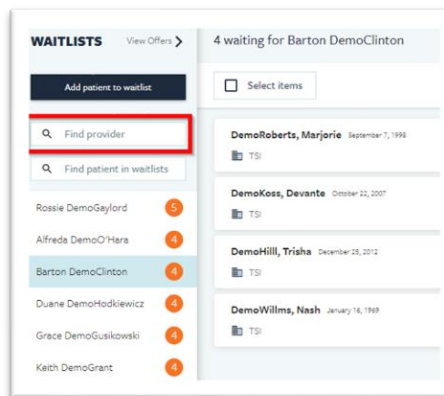 WAITLISTS View Offers
Add patient to waitlist
Find provider
Find patient in waitlists
Rossie DemoGaylord 5
Alfreda DemoO'Hara 4
Barton DemoClinton 4
Duane DemoHodkiewicz 4
Grace DemoGusikowski 4
Keith DemoGrant 4
4 waiting for Barton DemoClinton
Select items
DemoRoberts, Marjorie September 7, 1998
TSI
DemoKoss, Devante October 22, 2007
TSI
DemoHilll, Trisha December 25, 2012
TSI
DemoWillms, Nash January 16, 1969
TSI